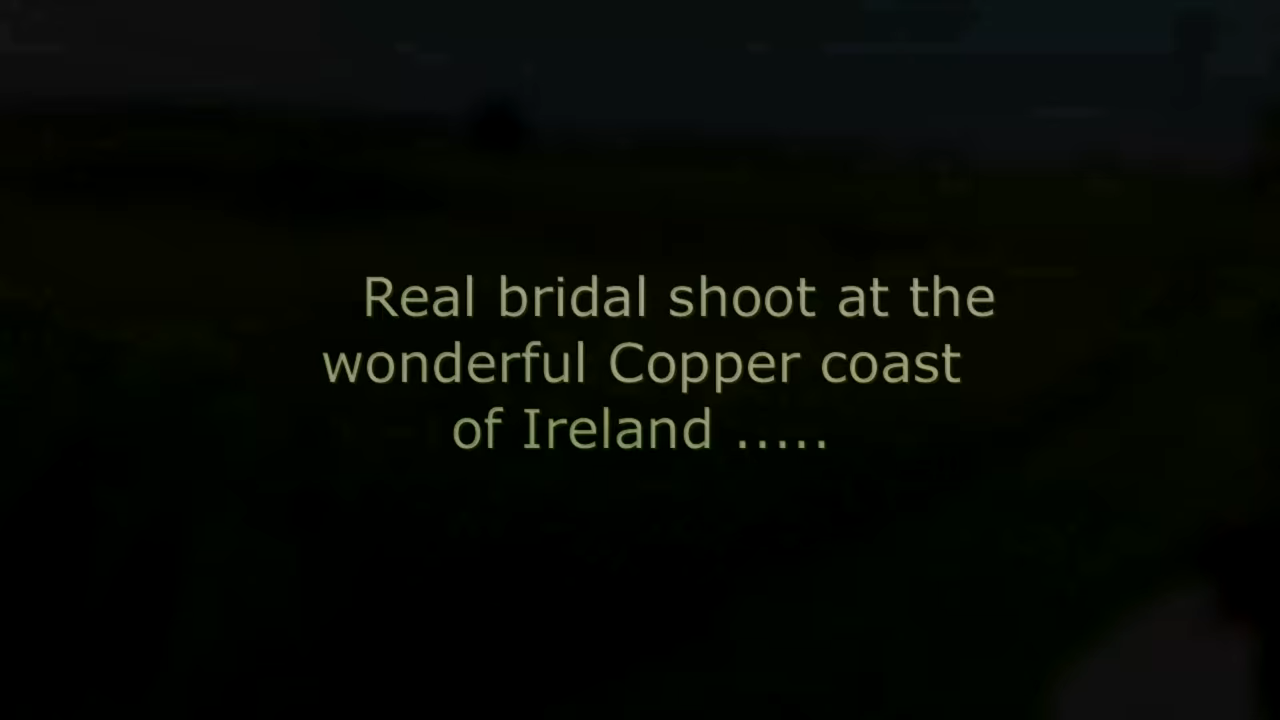 Real bridal shoot at the
wonderful Copper coast
of Ireland .....